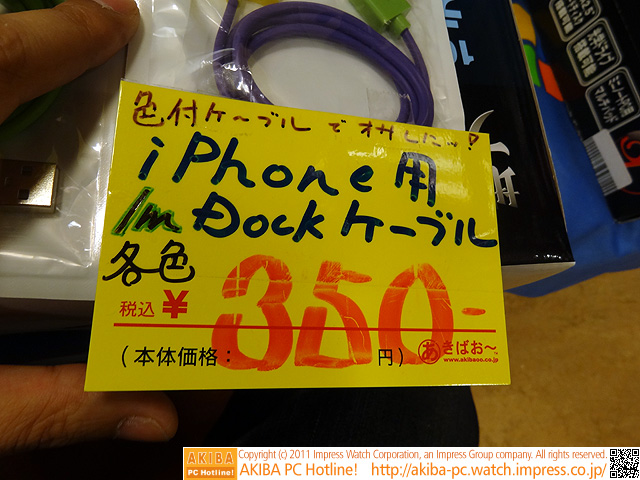 色付ケーブルでオサレに〜!
iPhone用
1m Dockケーブル
各色
税込 ¥ 350-
(本体価格: 円)
あきばお〜
www.akibaoo.co.jp
AKIBA PC Hotline!
Copyright (c) 2011 Impress Watch Corporation, an Impress Group company. All rights reserved.
AKIBA PC Hotline! http://akiba-pc.watch.impress.co.jp/